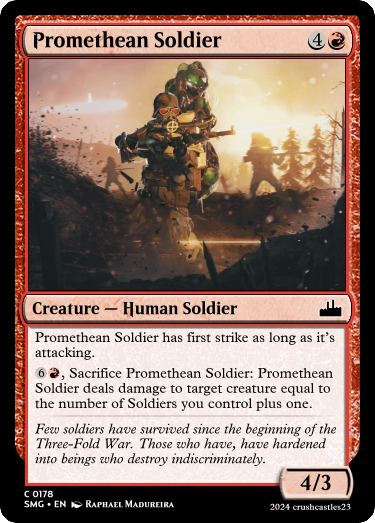 Promethean Soldier 4
Creature — Human Soldier
Promethean Soldier has first strike as long as it's
attacking.
6, Sacrifice Promethean Soldier: Promethean
Soldier deals damage to target creature equal to
the number of Soldiers you control plus one.
Few soldiers have survived since the beginning of the
Three-Fold War. Those who have, have hardened
into beings who destroy indiscriminately.
4/3
C 0178
SMG • EN Raphael Madureira
2024 crushcastles23